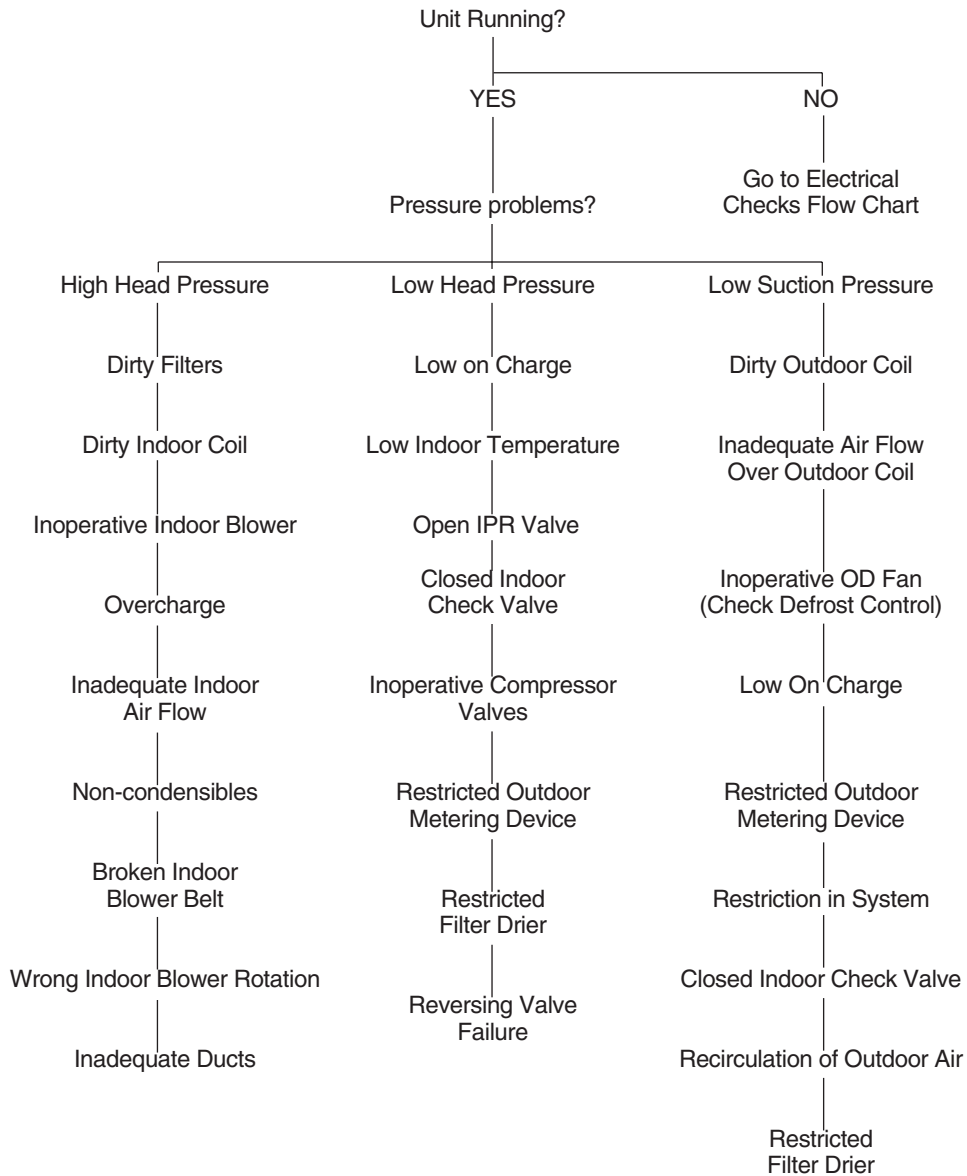 Unit Running?
YES
NO
Go to Electrical
Checks Flow Chart
Pressure problems?
High Head Pressure
Low Head Pressure
Low Suction Pressure
Dirty Filters
Low on Charge
Dirty Outdoor Coil
Dirty Indoor Coil
Low Indoor Temperature
Inadequate Air Flow
Over Outdoor Coil
Inoperative Indoor Blower
Open IPR Valve
Closed Indoor
Check Valve
Inoperative OD Fan
(Check Defrost Control)
Overcharge
Inadequate Indoor
Air Flow
Inoperative Compressor
Valves
Low On Charge
Non-condensibles
Restricted Outdoor
Metering Device
Restricted Outdoor
Metering Device
Broken Indoor
Blower Belt
Restricted
Filter Drier
Restriction in System
Wrong Indoor Blower Rotation
Reversing Valve
Failure
Closed Indoor Check Valve
Inadequate Ducts
Recirculation of Outdoor Air
Restricted
Filter Drier